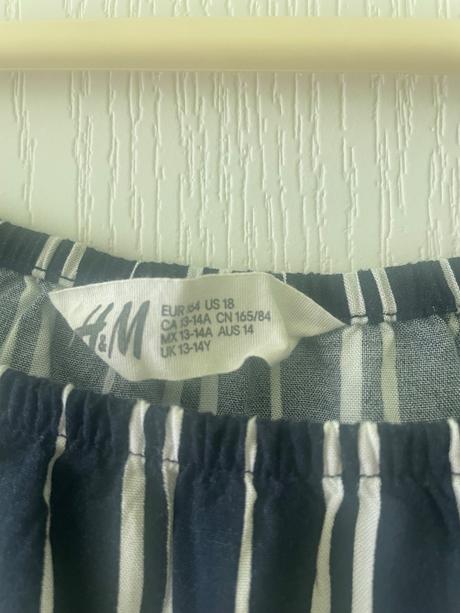 H&M
EUR 164 US 18
CA 13-14A CN 165/84
MX 13-14A AUS 14
UK 13-14Y